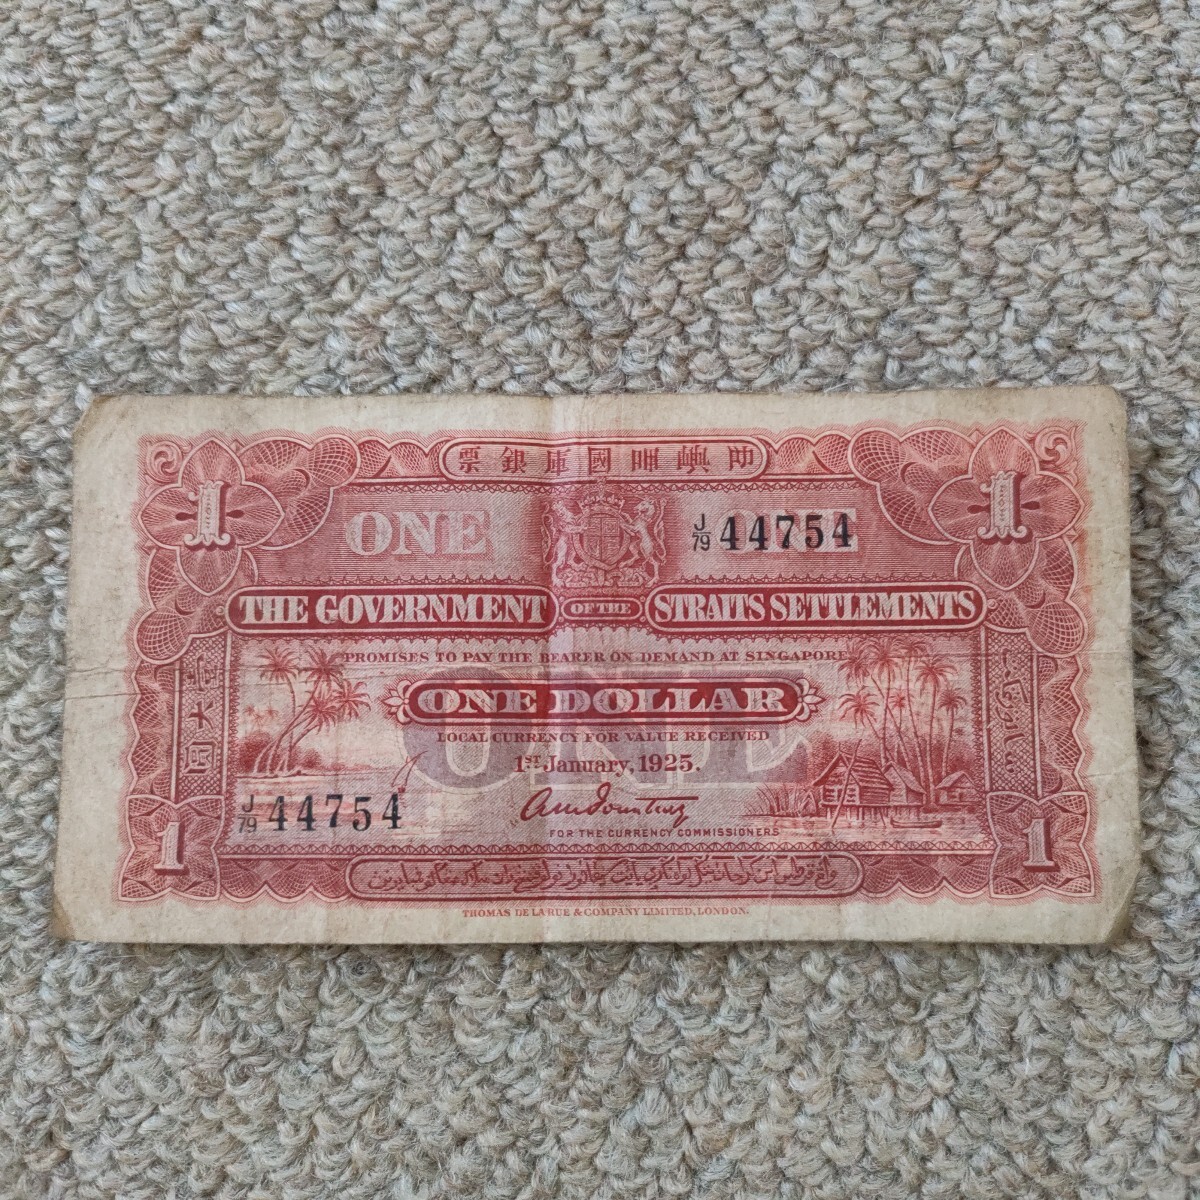 票銀庫國㕭嶼叻
1
1
ONE
J/79 44754
THE GOVERNMENT OF THE STRAITS SETTLEMENTS
PROMISES TO PAY THE BEARER ON DEMAND AT SINGAPORE
壹大圓
ONE DOLLAR
ONE
LOCAL CURRENCY FOR VALUE RECEIVED
1ST January, 1925.
J/79 44754
FOR THE CURRENCY COMMISSIONERS
1
1
THOMAS DE LA RUE & COMPANY LIMITED, LONDON.